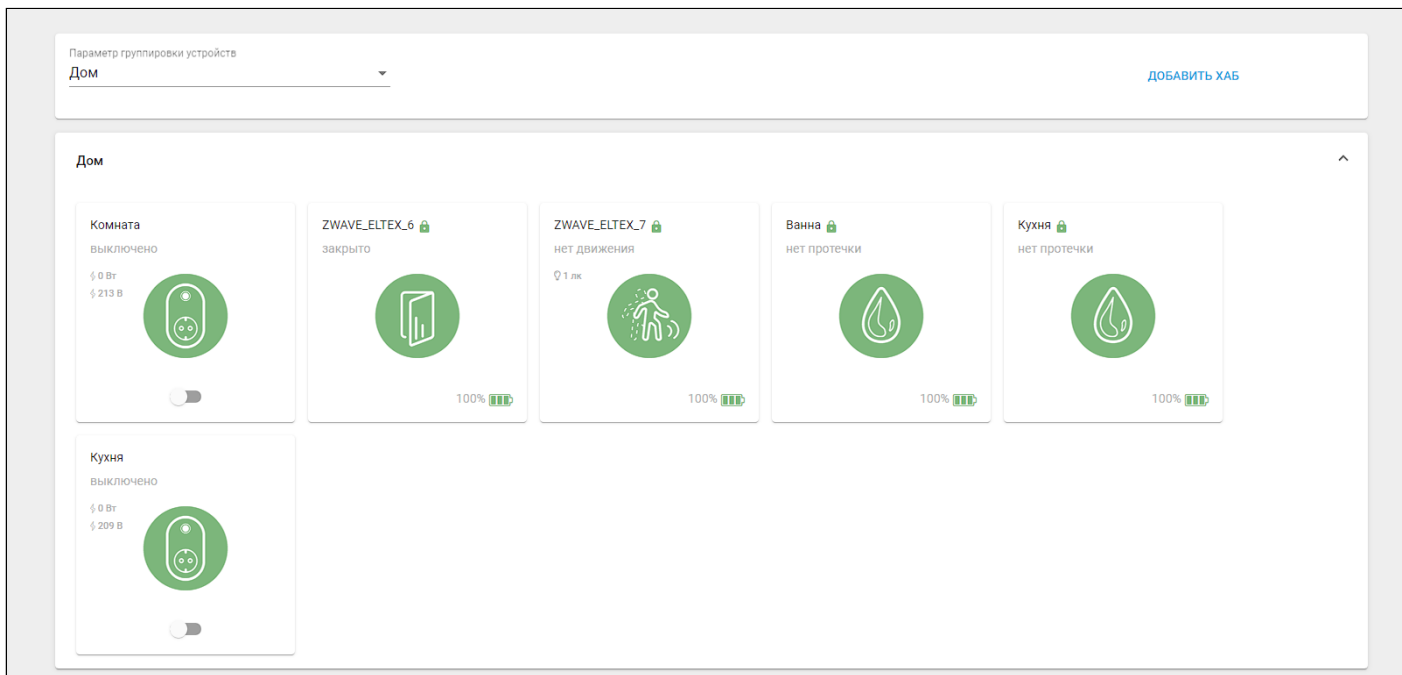 Параметр группировки устройств
Дом
ДОБАВИТЬ ХАБ
Дом
Комната
выключено
0 Вт
213 В
ZWAVE_ELTEX_6
закрыто
100%
ZWAVE_ELTEX_7
нет движения
1 лк
100%
Ванна
нет протечки
100%
Кухня
нет протечки
100%
Кухня
выключено
0 Вт
209 В